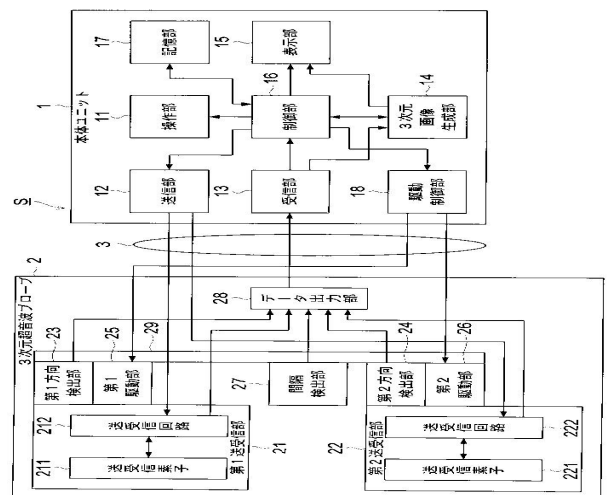 S
1
本体ユニット
17
記憶部
11
操作部
16
制御部
15
表示部
12
送信部
13
受信部
18
駆動
制御部
14
3次元
画像
生成部
3
2
3次元超音波プローブ
28
データ出力部
23
第1方向
検出部
25
第1
駆動部
29
27
間隔
検出部
24
第2方向
検出部
26
第2
駆動部
212
送受信回路
211
送受信素子
第1送受信部
21
22
第2送受信部
送受信回路
222
送受信素子
221